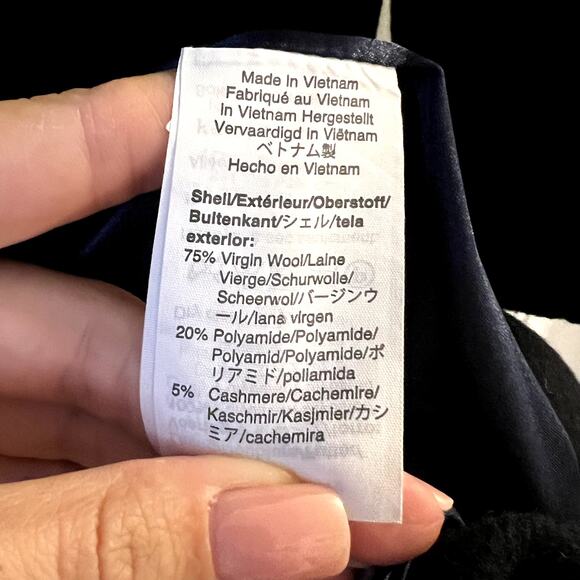 Made in Vietnam
Fabriqué au Vietnam
In Vietnam Hergestellt
Vervaardigd in Viëtnam
ベトナム製
Hecho en Vietnam
Shell/Extérieur/Oberstoff/
Buitenkant/シェル/tela
exterior:
75% Virgin Wool/Laine
Vierge/Schurwolle/
Scheerwol/バージンウ
ール/lana virgen
20% Polyamide/Polyamide/
Polyamid/Polyamide/ポ
リアミド/poliamida
5% Cashmere/Cachemire/
Kaschmir/Kasjmier/カシ
ミア/cachemira